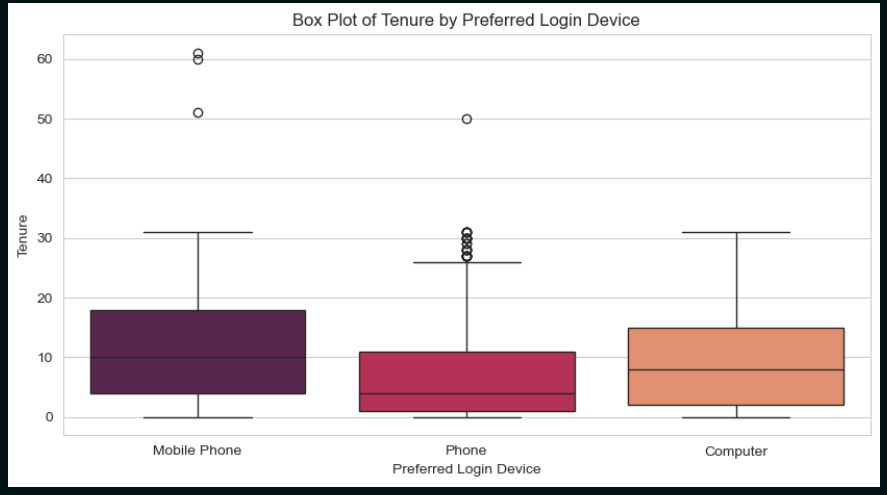 Box Plot of Tenure by Preferred Login Device
60
50
40
30
20
10
0
Tenure
Mobile Phone
Phone
Computer
Preferred Login Device